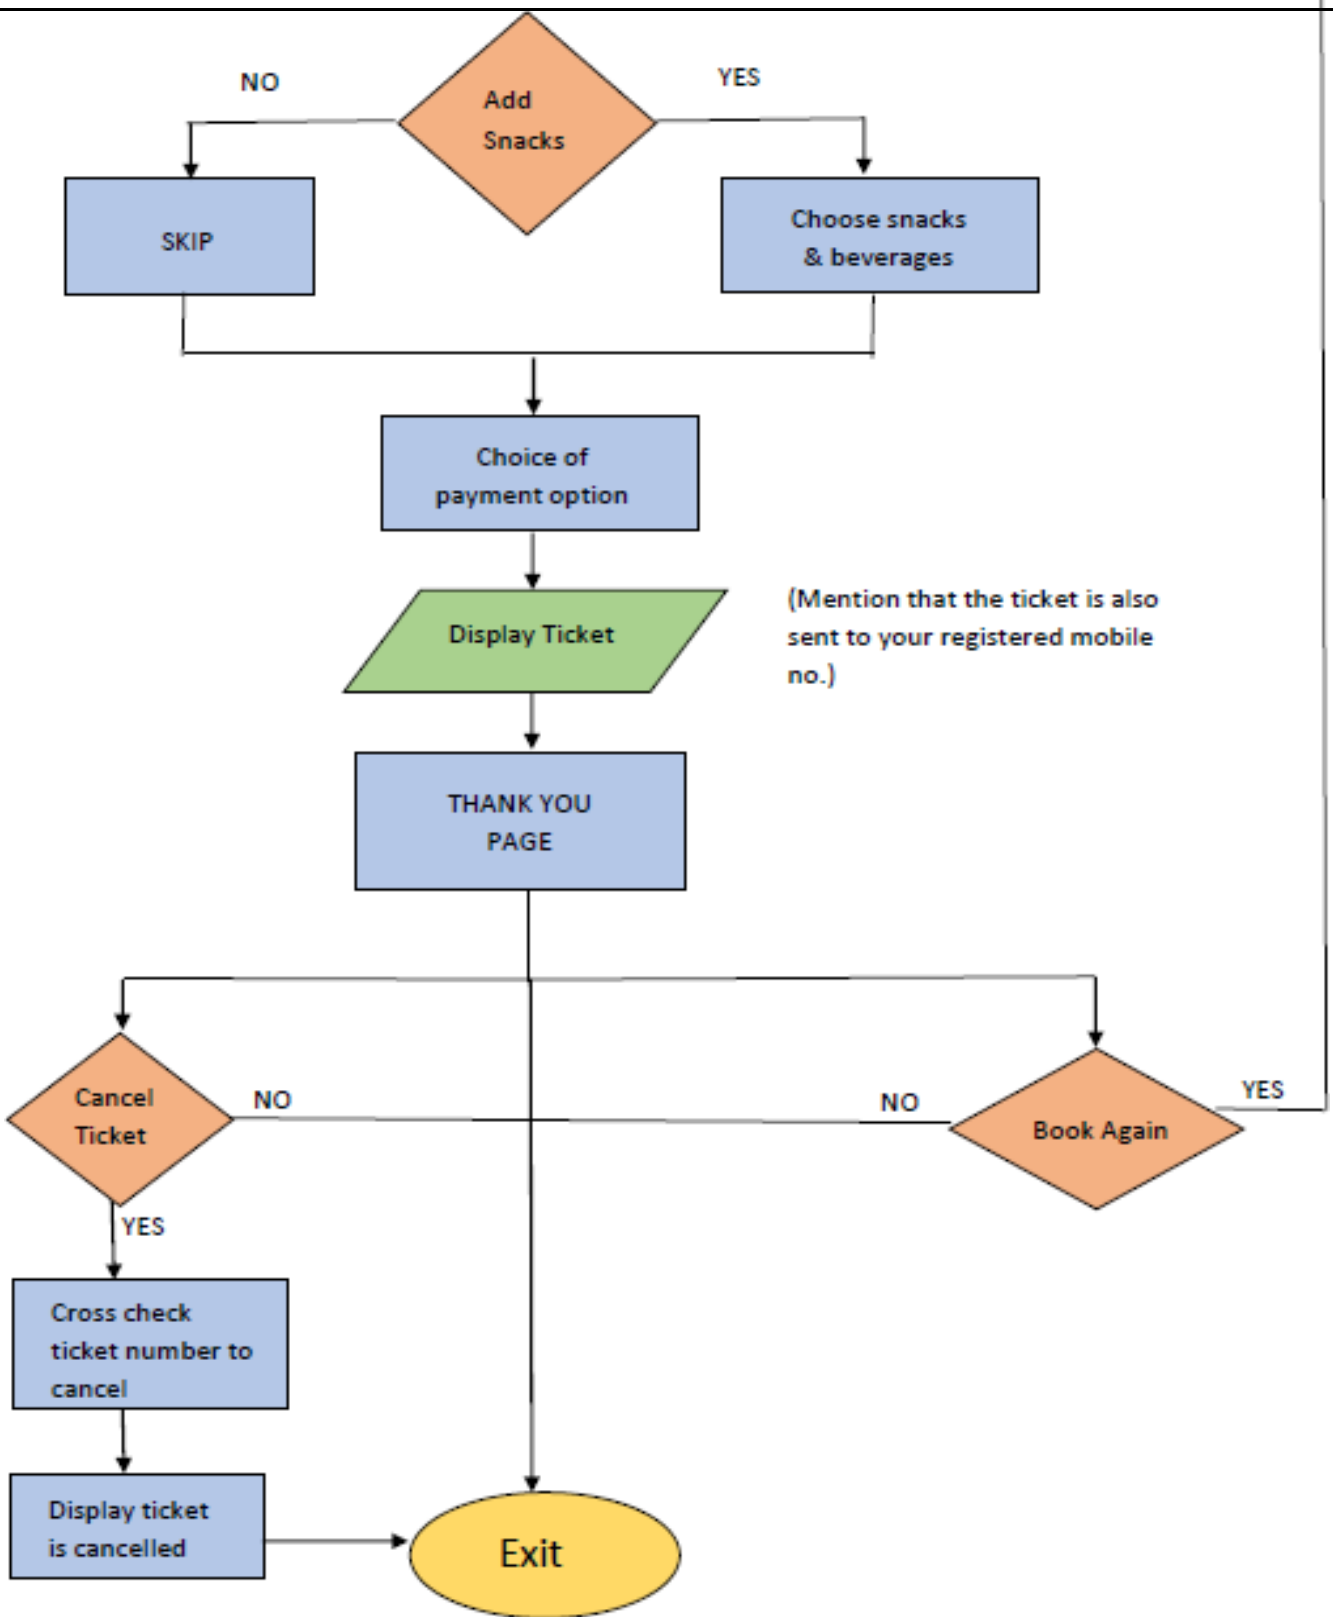 NO
YES
Add
Snacks
SKIP
Choose snacks
& beverages
Choice of
payment option
Display Ticket
(Mention that the ticket is also
sent to your registered mobile
no.)
THANK YOU
PAGE
Cancel
Ticket
NO
NO
Book Again
YES
YES
Cross check
ticket number to
cancel
Display ticket
is cancelled
Exit